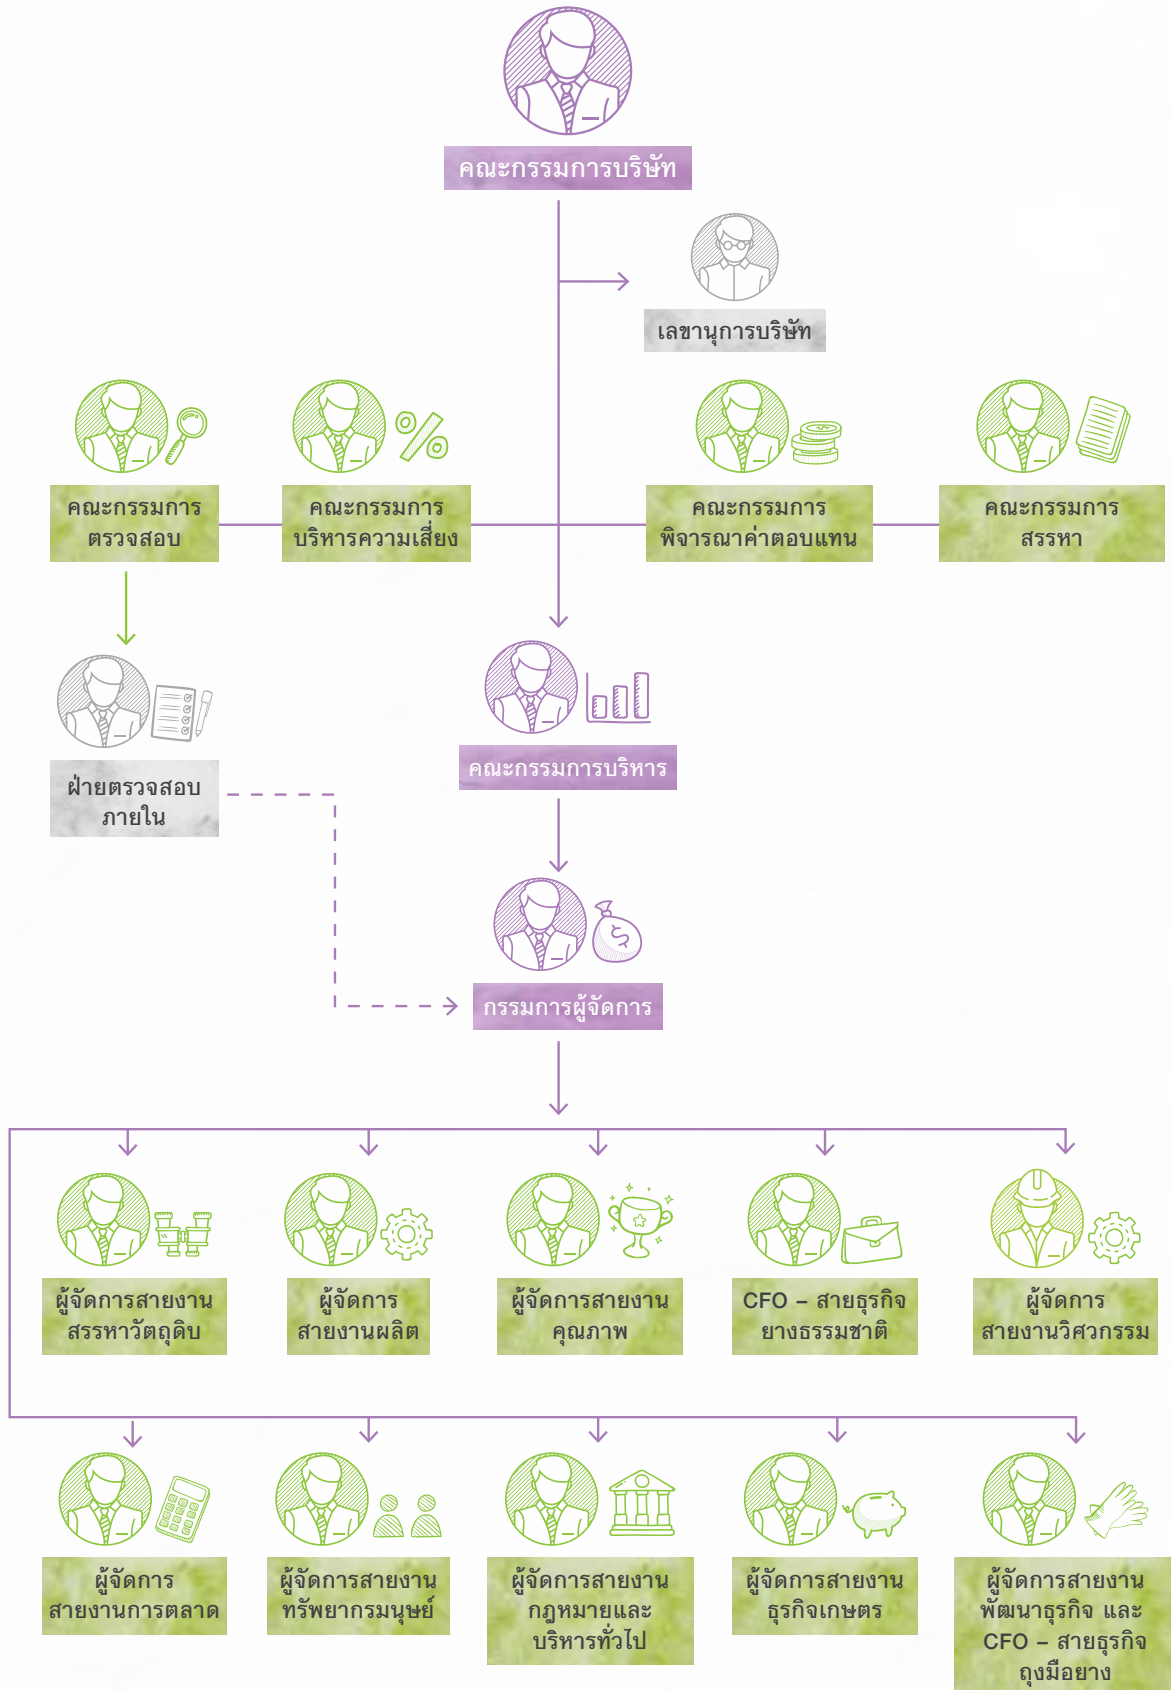 คณะกรรมการบริษัท
เลขานุการบริษัท
คณะกรรมการ
ตรวจสอบ
คณะกรรมการ
บริหารความเสี่ยง
คณะกรรมการ
พิจารณาค่าตอบแทน
คณะกรรมการ
สรรหา
ฝ่ายตรวจสอบ
ภายใน
คณะกรรมการบริหาร
กรรมการผู้จัดการ
ผู้จัดการสายงาน
สรรหาวัตถุดิบ
ผู้จัดการ
สายงานผลิต
ผู้จัดการสายงาน
คุณภาพ
CFO – สายธุรกิจ
ยางธรรมชาติ
ผู้จัดการ
สายงานวิศวกรรม
ผู้จัดการ
สายงานการตลาด
ผู้จัดการสายงาน
ทรัพยากรมนุษย์
ผู้จัดการสายงาน
กฎหมายและ
บริหารทั่วไป
ผู้จัดการสายงาน
ธุรกิจเกษตร
ผู้จัดการสายงาน
พัฒนาธุรกิจ และ
CFO – สายธุรกิจ
ถุงมือยาง